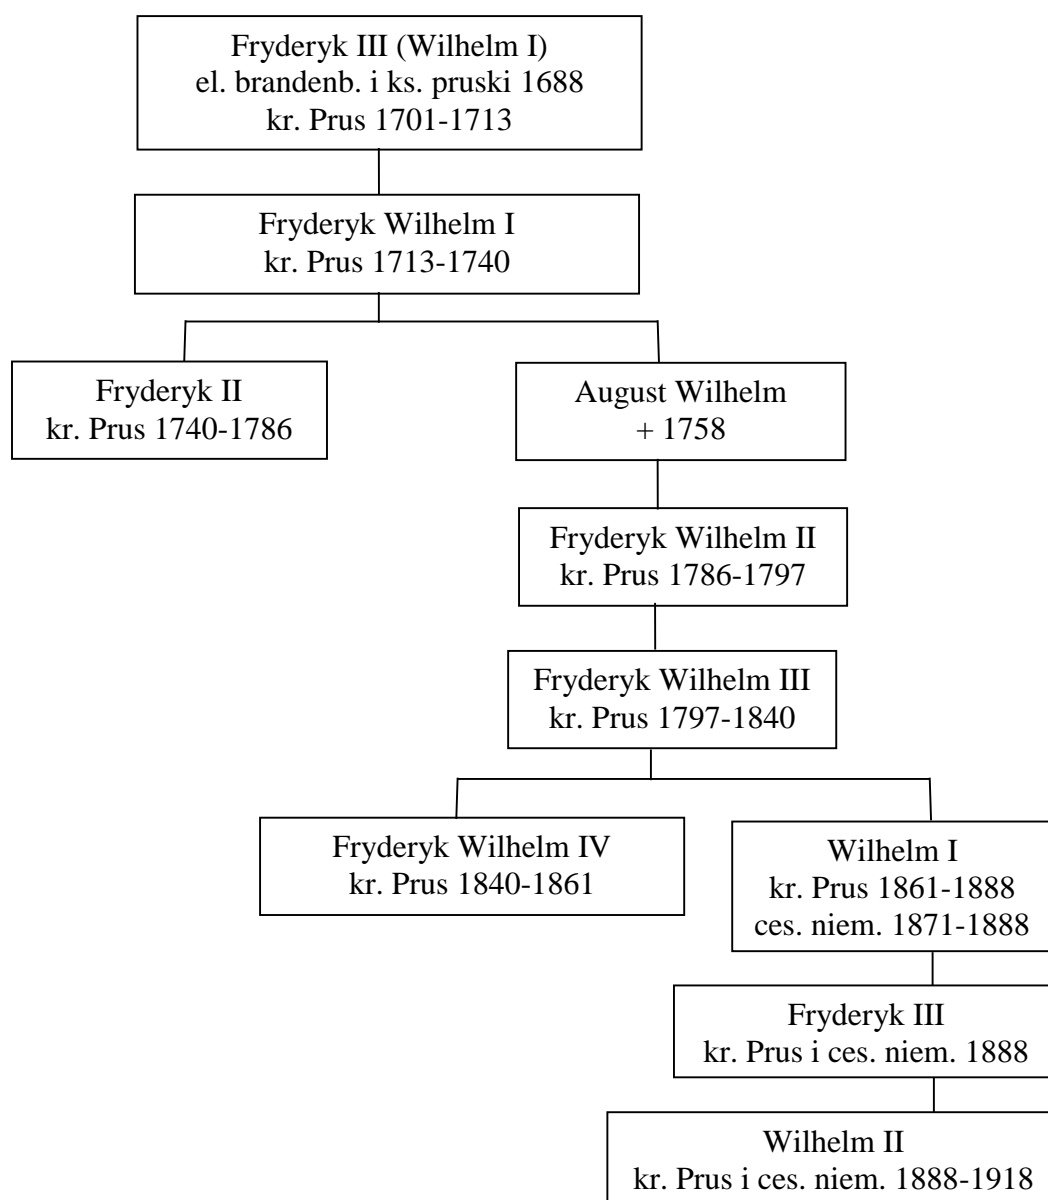 Fryderyk III (Wilhelm I)
el. brandenb. i ks. pruski 1688
kr. Prus 1701-1713
Fryderyk Wilhelm I
kr. Prus 1713-1740
Fryderyk II
kr. Prus 1740-1786
August Wilhelm
+ 1758
Fryderyk Wilhelm II
kr. Prus 1786-1797
Fryderyk Wilhelm III
kr. Prus 1797-1840
Fryderyk Wilhelm IV
kr. Prus 1840-1861
Wilhelm I
kr. Prus 1861-1888
ces. niem. 1871-1888
Fryderyk III
kr. Prus i ces. niem. 1888
Wilhelm II
kr. Prus i ces. niem. 1888-1918